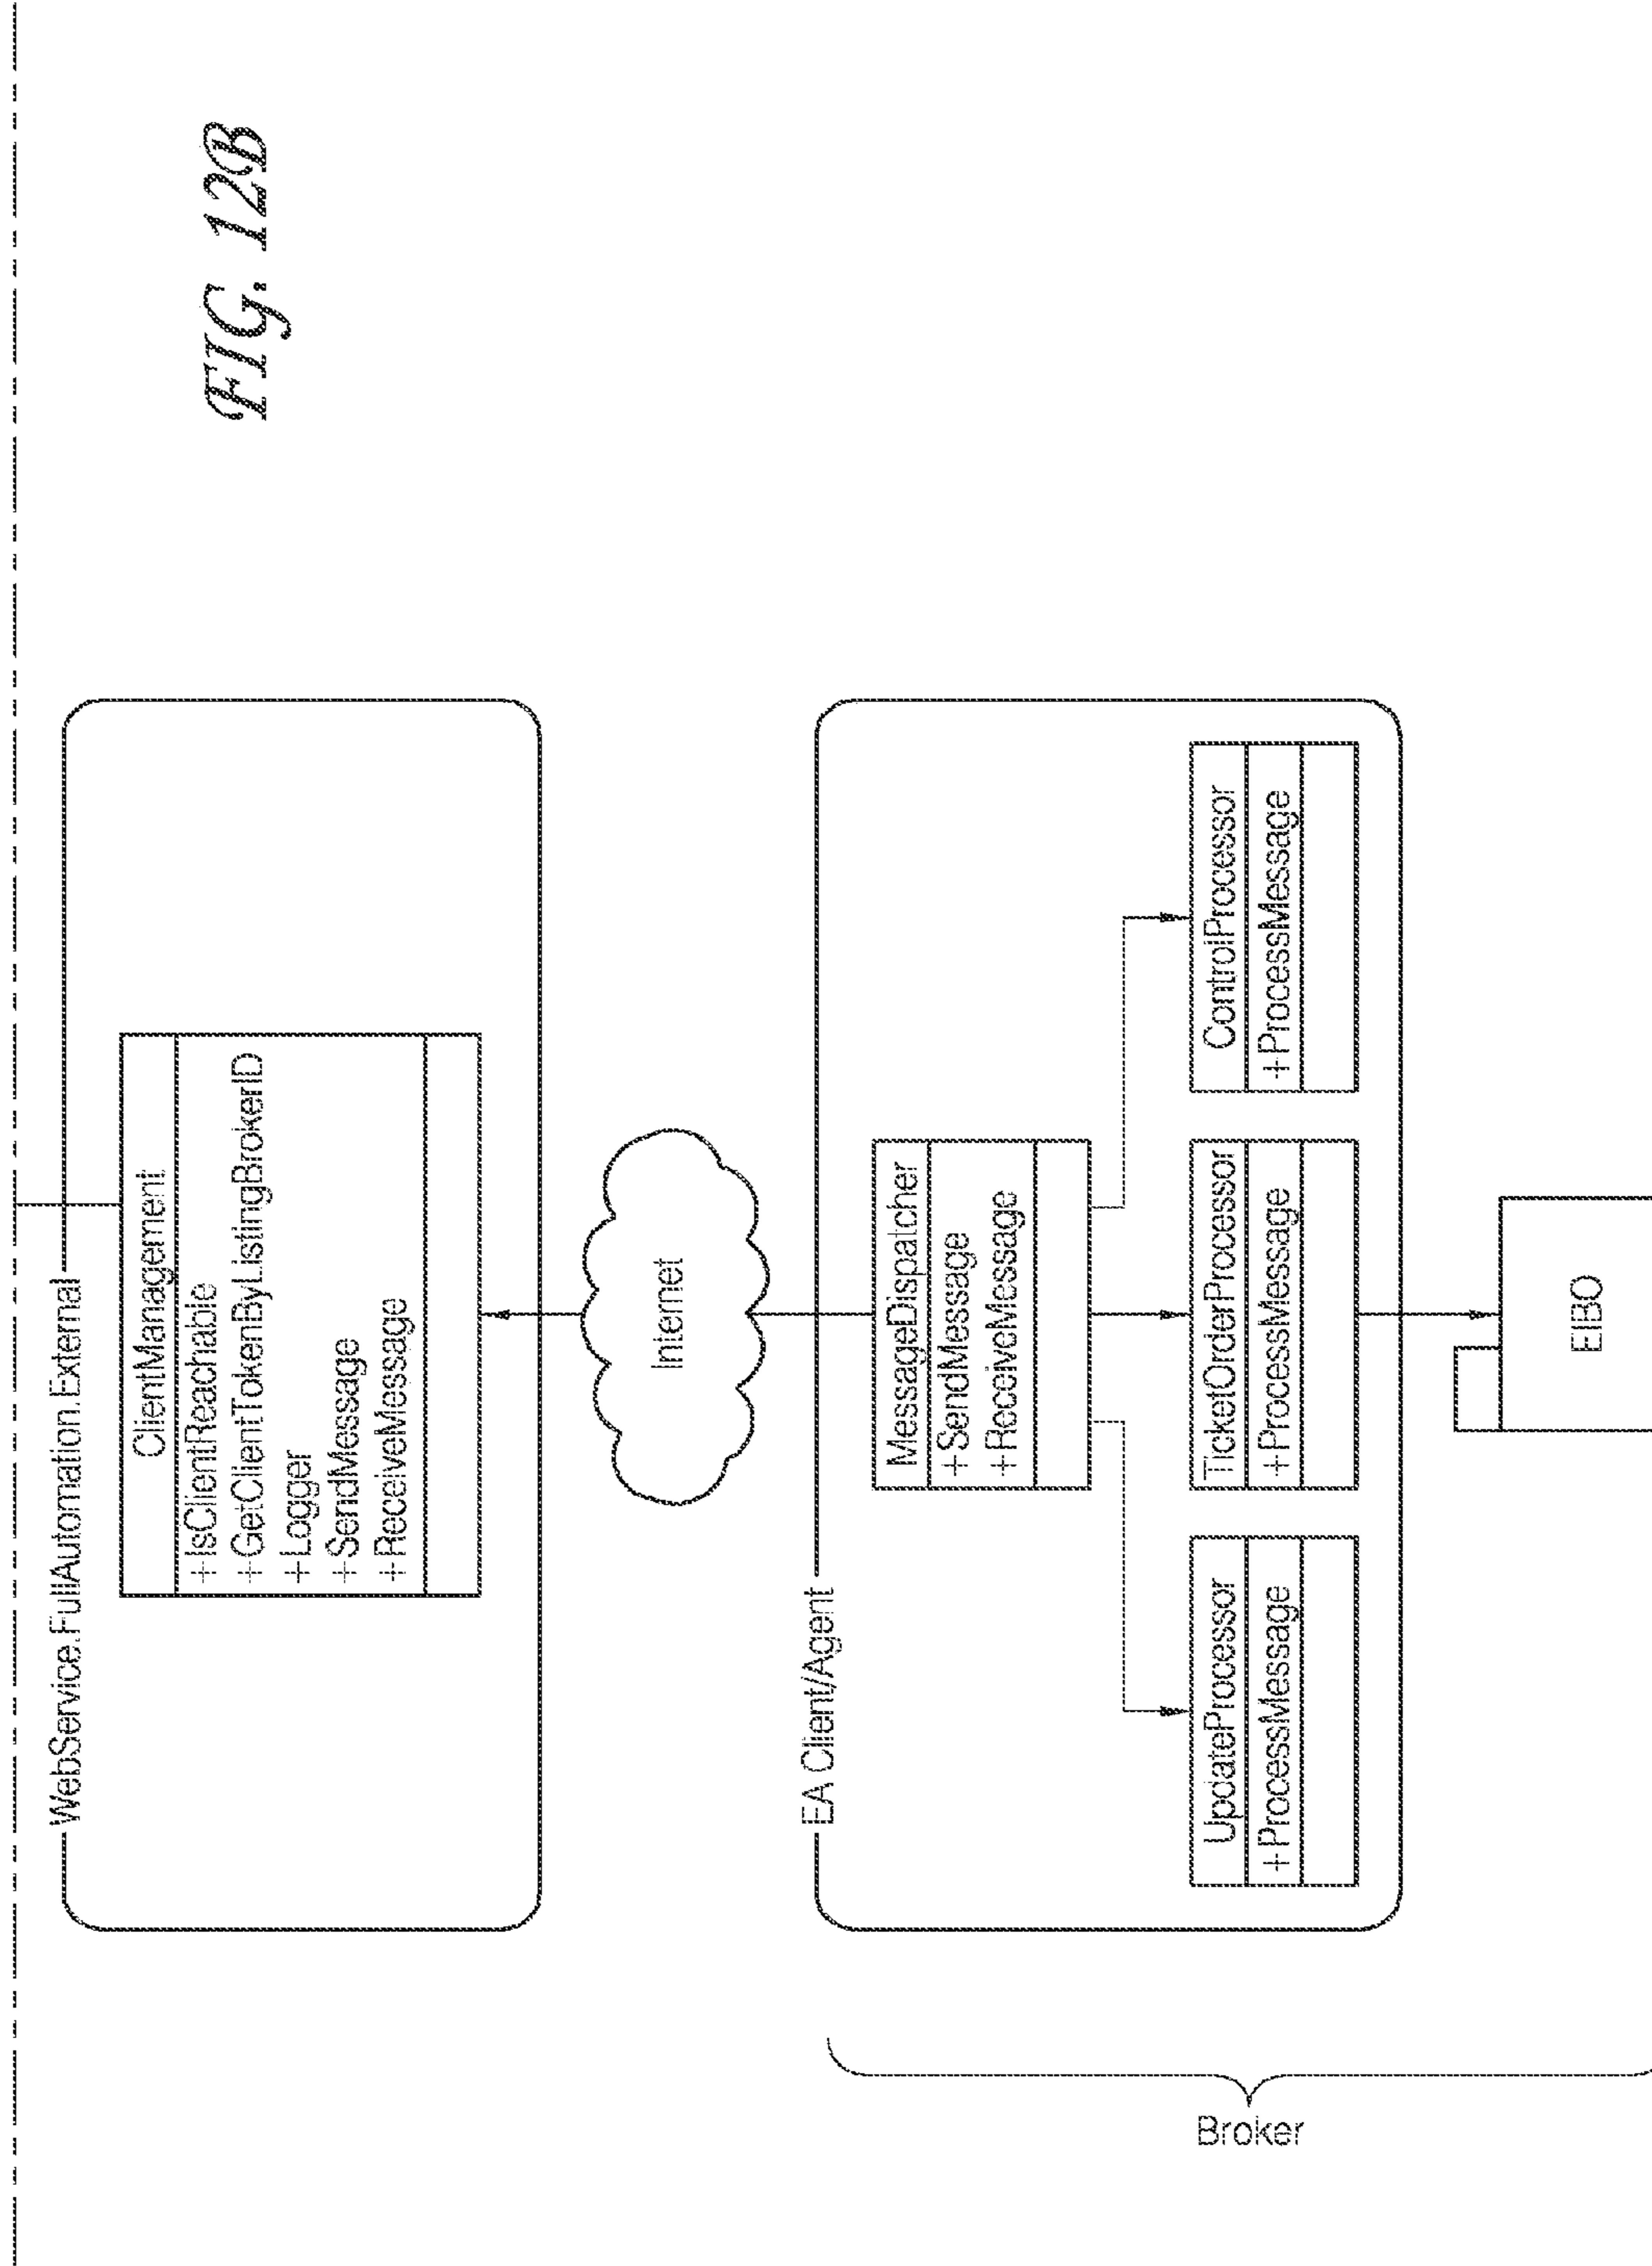 WebService.FullAutomation.External
ClientManagement
+IsClientReachable
+GetClientTokenByListingBrokerID
+Logger
+SendMessage
+ReceiveMessage
FIG. 12B
Internet
EA Client/Agent
MessageDispatcher
+SendMessage
+ReceiveMessage
UpdateProcessor
+ProcessMessage
TicketOrderProcessor
+ProcessMessage
ControlProcessor
+ProcessMessage
Broker
EIBO